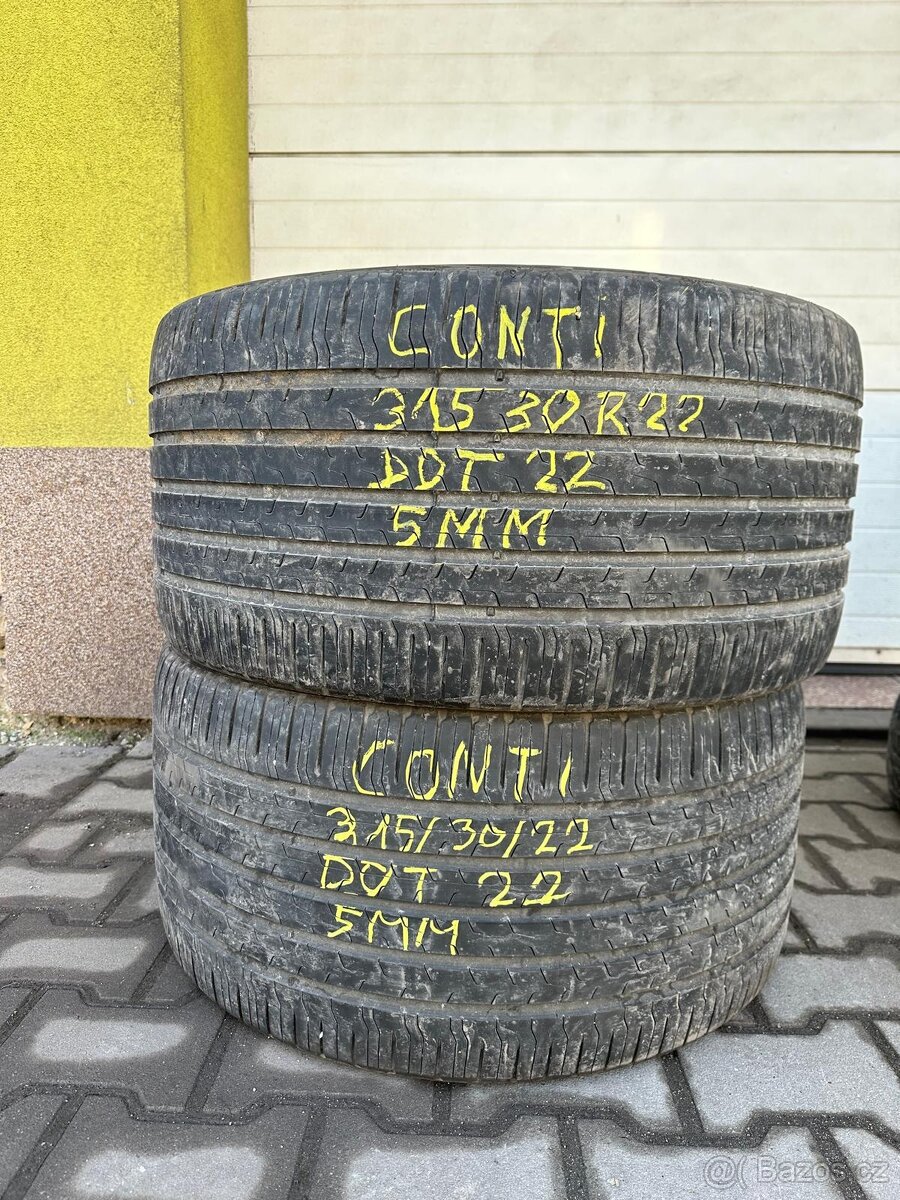 CONTI
315 30 R22
DOT 22
5MM
CONTI
315/30/22
DOT 22
5MM
@Bazos.cz